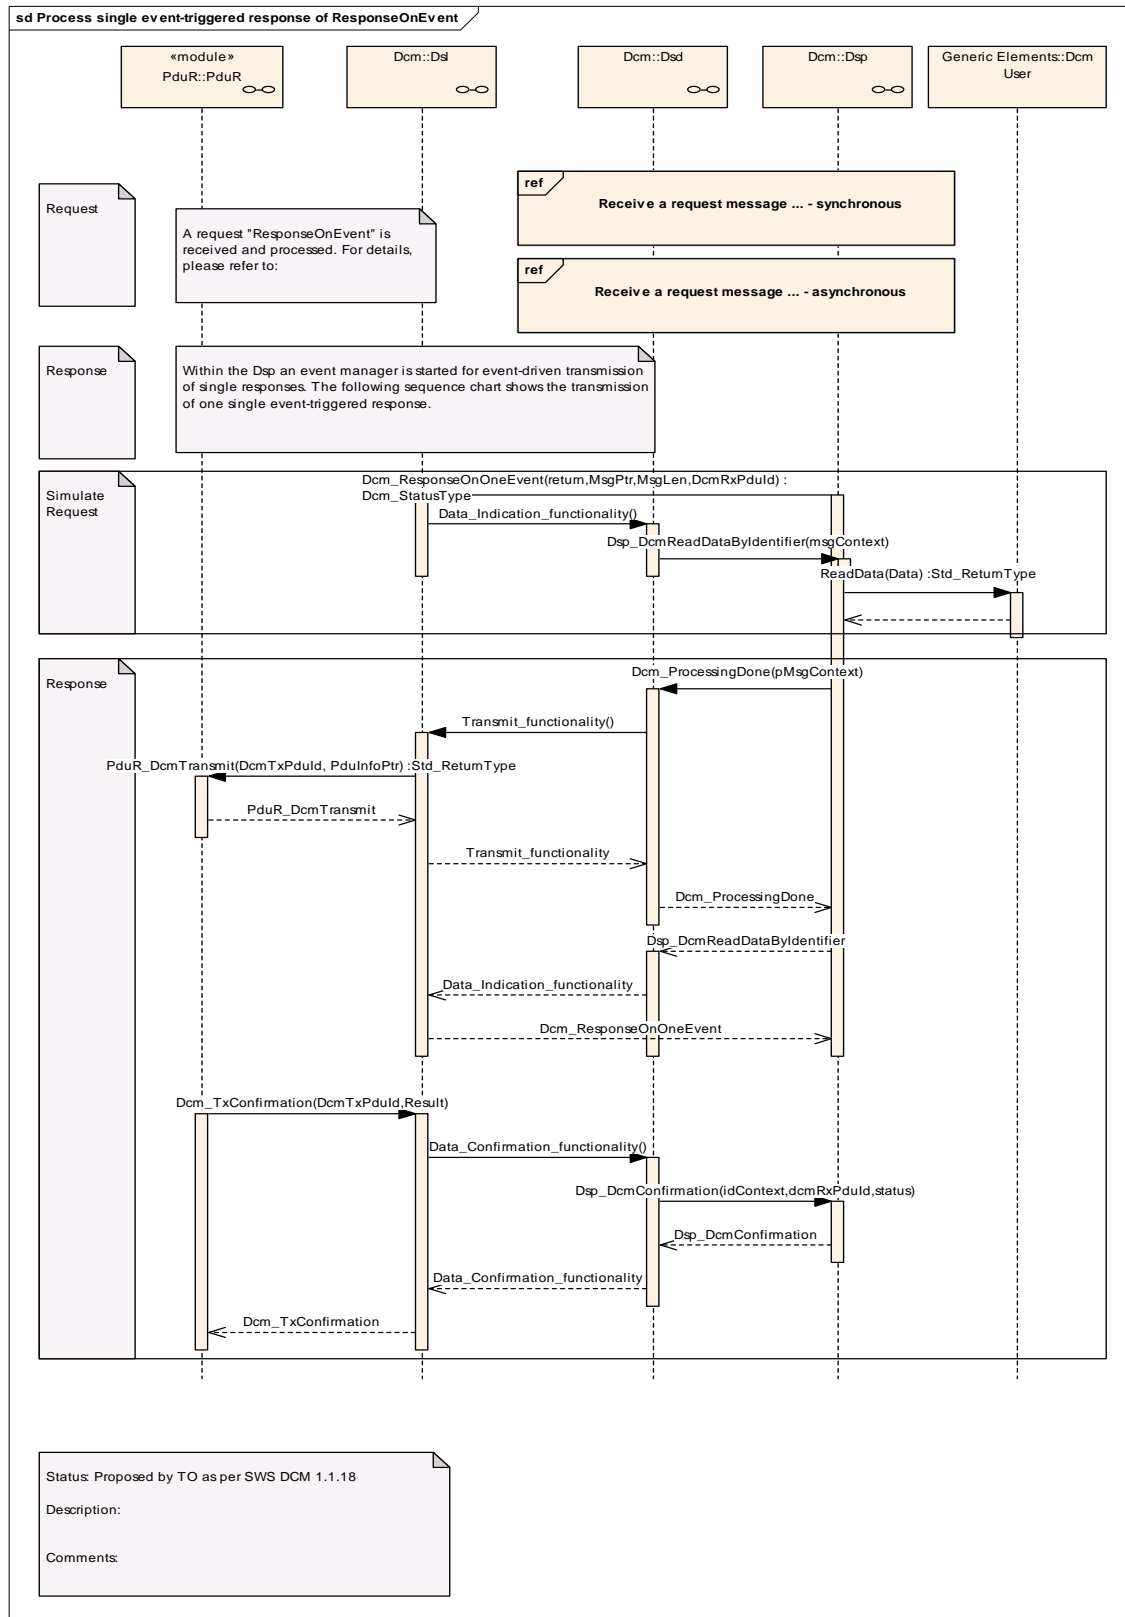 sd Process single event-triggered response of ResponseOnEvent
«module»
PduR::PduR
Dcm::Dsl
Dcm::Dsd
Dcm::Dsp
Generic Elements::Dcm
User
Request
A request "ResponseOnEvent" is
received and processed. For details,
please refer to:
ref
Receive a request message ... - synchronous
ref
Receive a request message ... - asynchronous
Response
Within the Dsp an event manager is started for event-driven transmission
of single responses. The following sequence chart shows the transmission
of one single event-triggered response.
Simulate
Request
Dcm_ResponseOnOneEvent(return,MsgPtr,MsgLen,DcmRxPduId) :
Dcm_StatusType
Data_Indication_functionality()
Dsp_DcmReadDataByIdentifier(msgContext)
ReadData(Data) :Std_ReturnType
Response
Dcm_ProcessingDone(pMsgContext)
Transmit_functionality()
PduR_DcmTransmit(DcmTxPduId, PduInfoPtr) :Std_ReturnType
PduR_DcmTransmit
Transmit_functionality
Dcm_ProcessingDone
Dsp_DcmReadDataByIdentifier
Data_Indication_functionality
Dcm_ResponseOnOneEvent
Dcm_TxConfirmation(DcmTxPduId,Result)
Data_Confirmation_functionality()
Dsp_DcmConfirmation(idContext,dcmRxPduId,status)
Dsp_DcmConfirmation
Data_Confirmation_functionality
Dcm_TxConfirmation
Status: Proposed by TO as per SWS DCM 1.1.18
Description:
Comments: